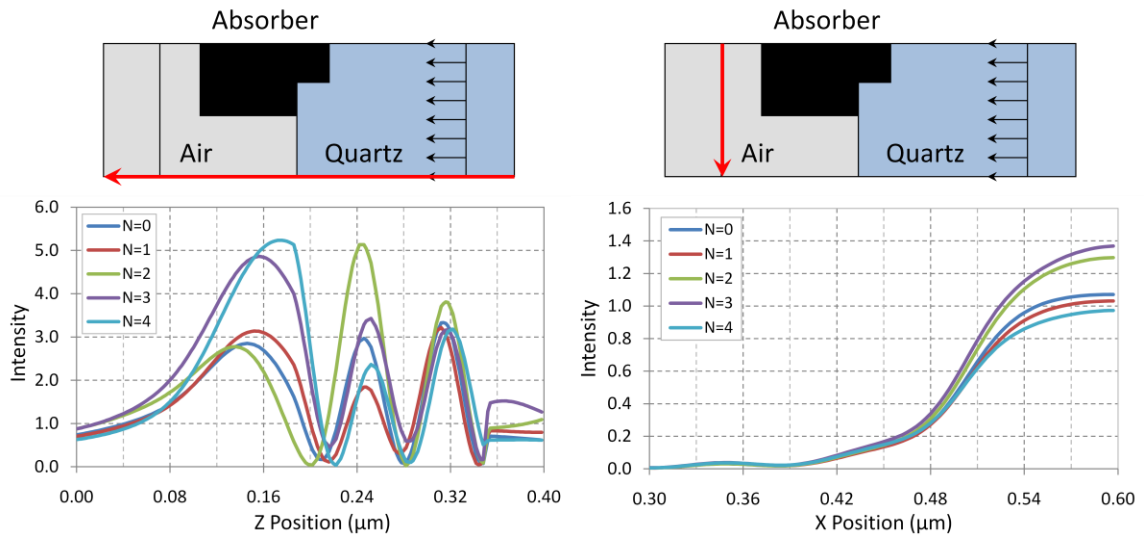 Absorber
Air
Quartz
Absorber
Air
Quartz
6.0
5.0
4.0
3.0
2.0
1.0
0.0
Intensity
N=0
N=1
N=2
N=3
N=4
0.00
0.08
0.16
0.24
0.32
0.40
Z Position (µm)
1.6
1.4
1.2
1.0
0.8
0.6
0.4
0.2
0.0
Intensity
N=0
N=1
N=2
N=3
N=4
0.30
0.36
0.42
0.48
0.54
0.60
X Position (µm)